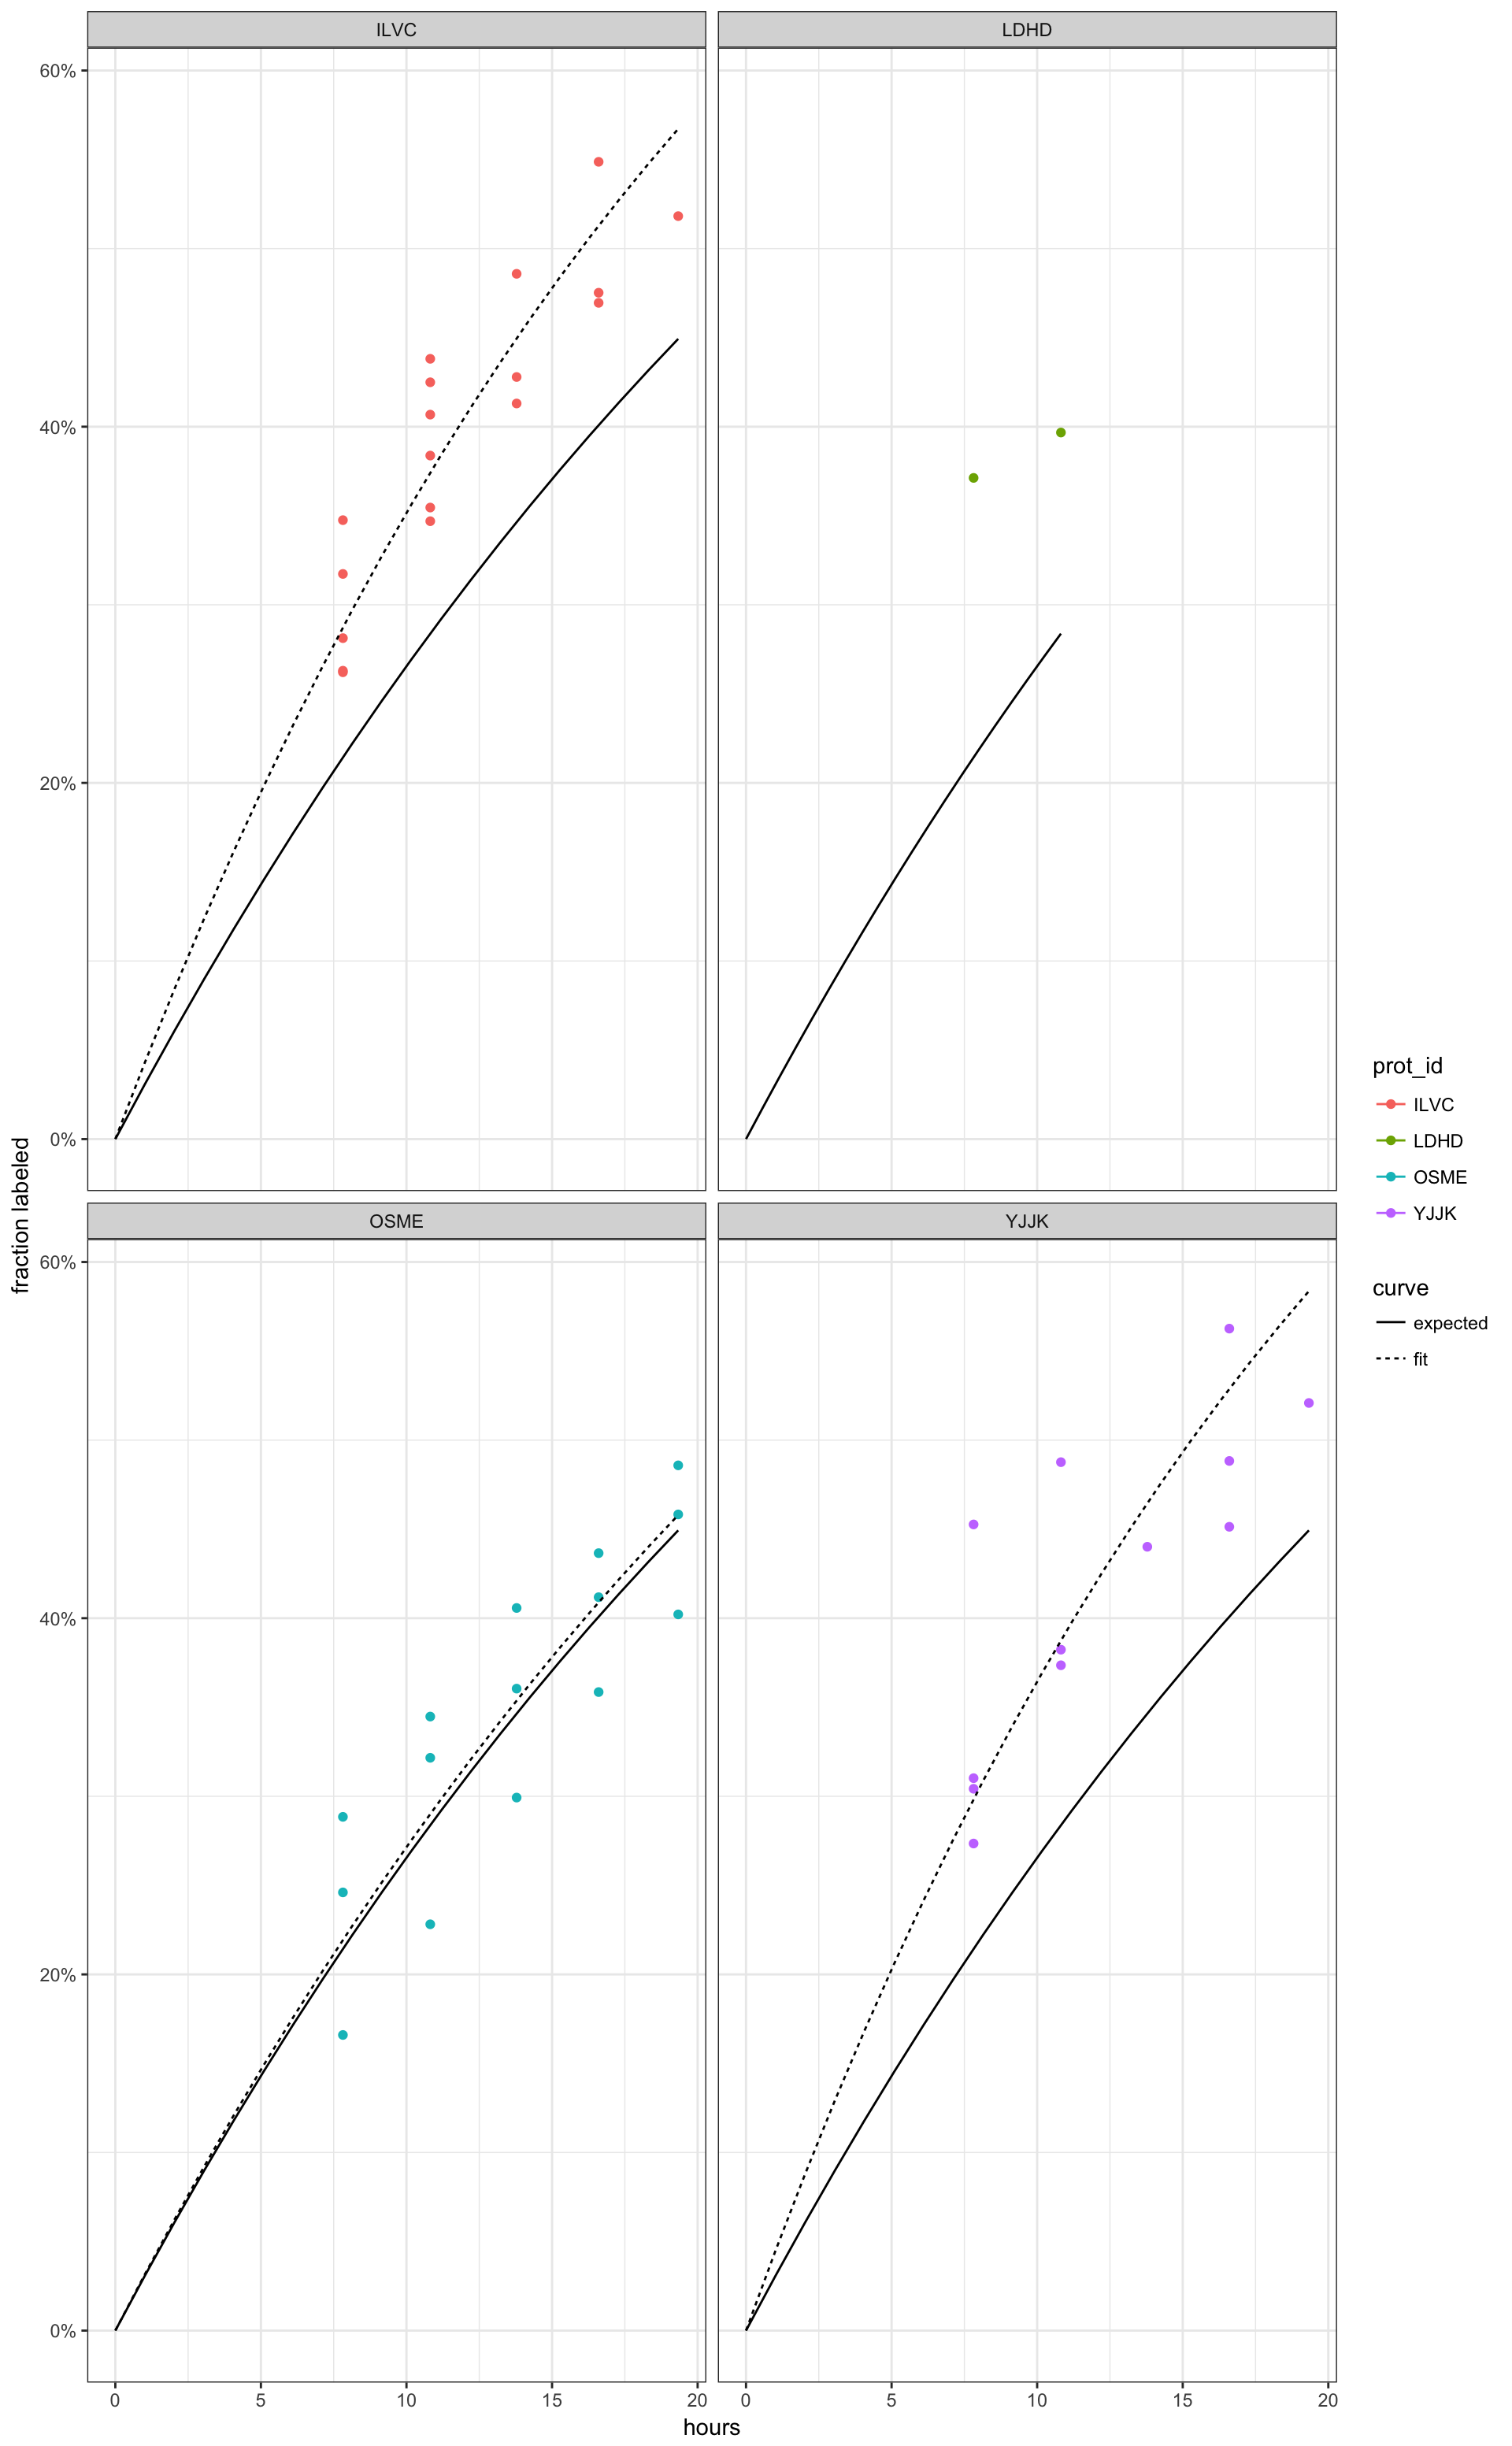 ILVC
LDHD
60%
40%
20%
0%
OSME
YJJK
60%
40%
20%
0%
0 5 10 15 20
0 5 10 15 20
hours
fraction labeled
prot_id
ILVC
LDHD
OSME
YJJK
curve
expected
fit